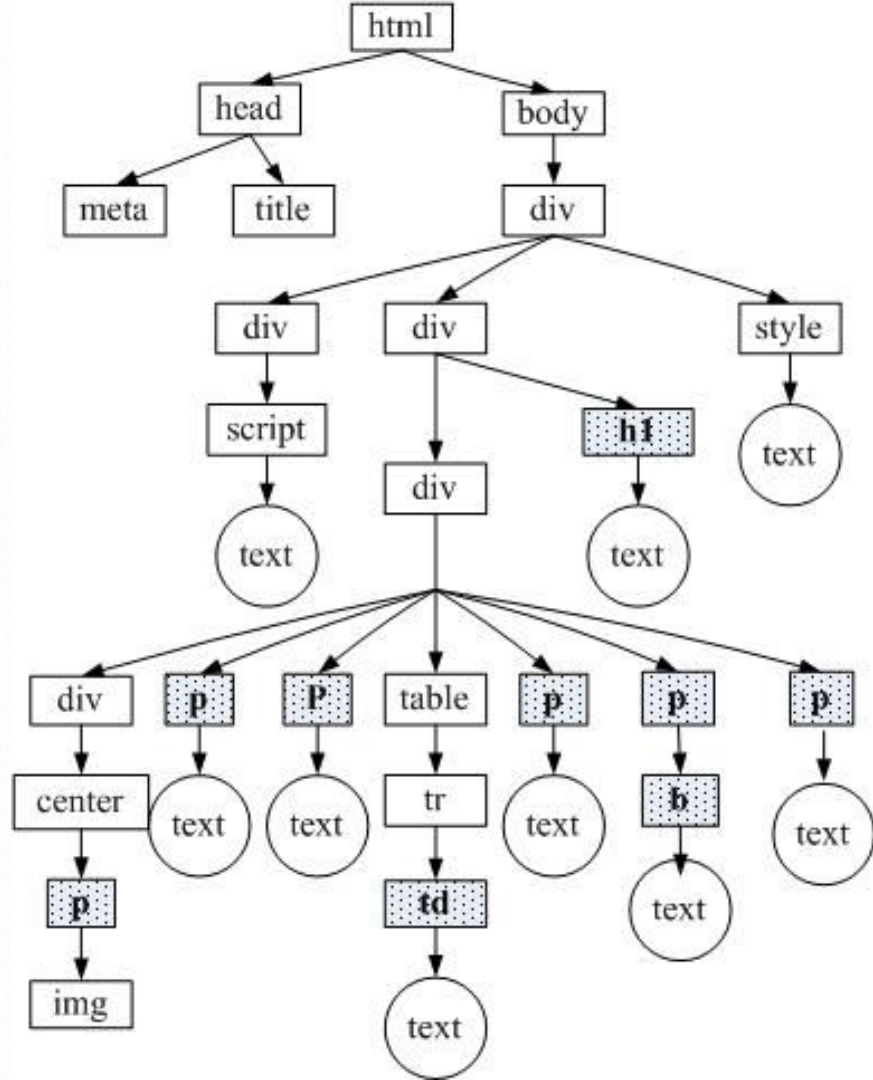 html
head
body
meta
title
div
div
div
style
script
h1
text
div
text
text
div
p
P
table
p
p
p
center
text
text
tr
text
b
text
p
td
text
img
text